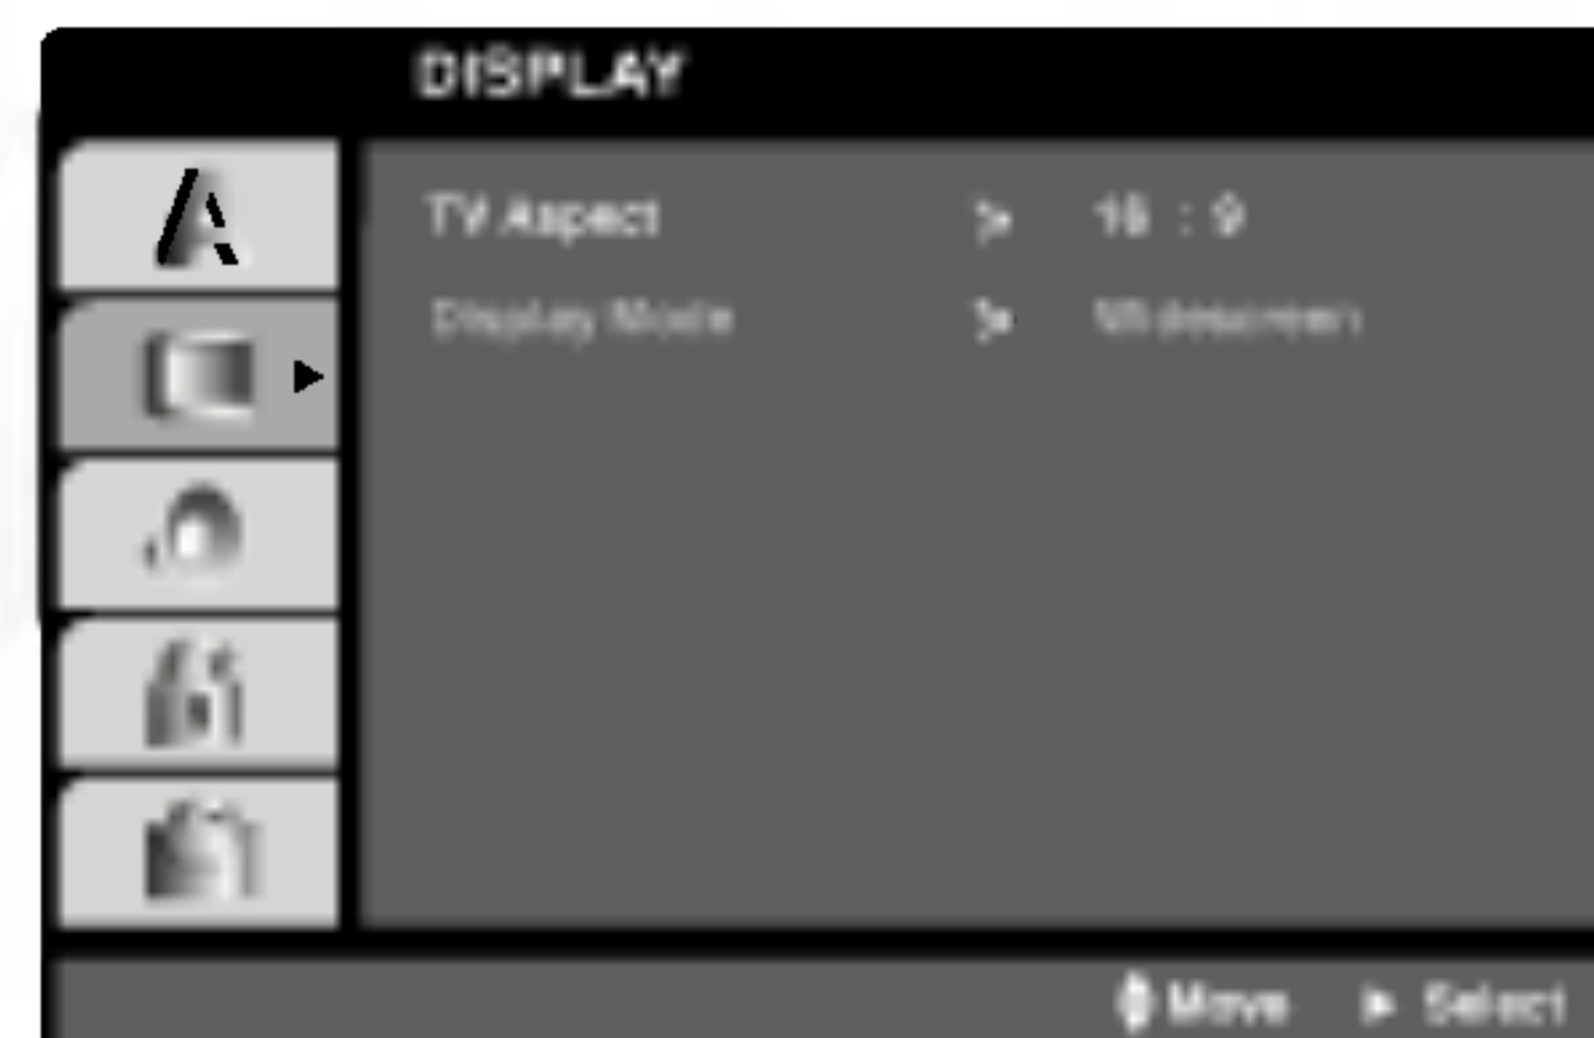 DISPLAY
A
TV Aspect > 16 : 9
Display Mode > Widescreen
Move ► Select